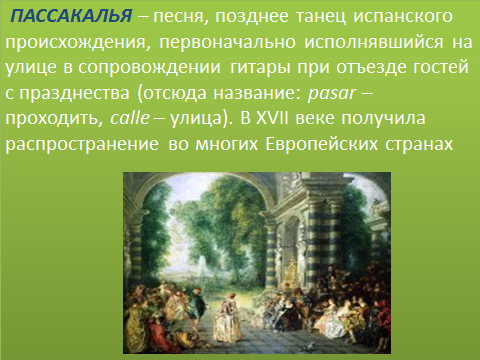 ПАССАКАЛЬЯ – песня, позднее танец испанского
происхождения, первоначально исполнявшийся на
улице в сопровождении гитары при отъезде гостей
с празднества (отсюда название: pasar –
проходить, calle – улица). В XVII веке получила
распространение во многих Европейских странах